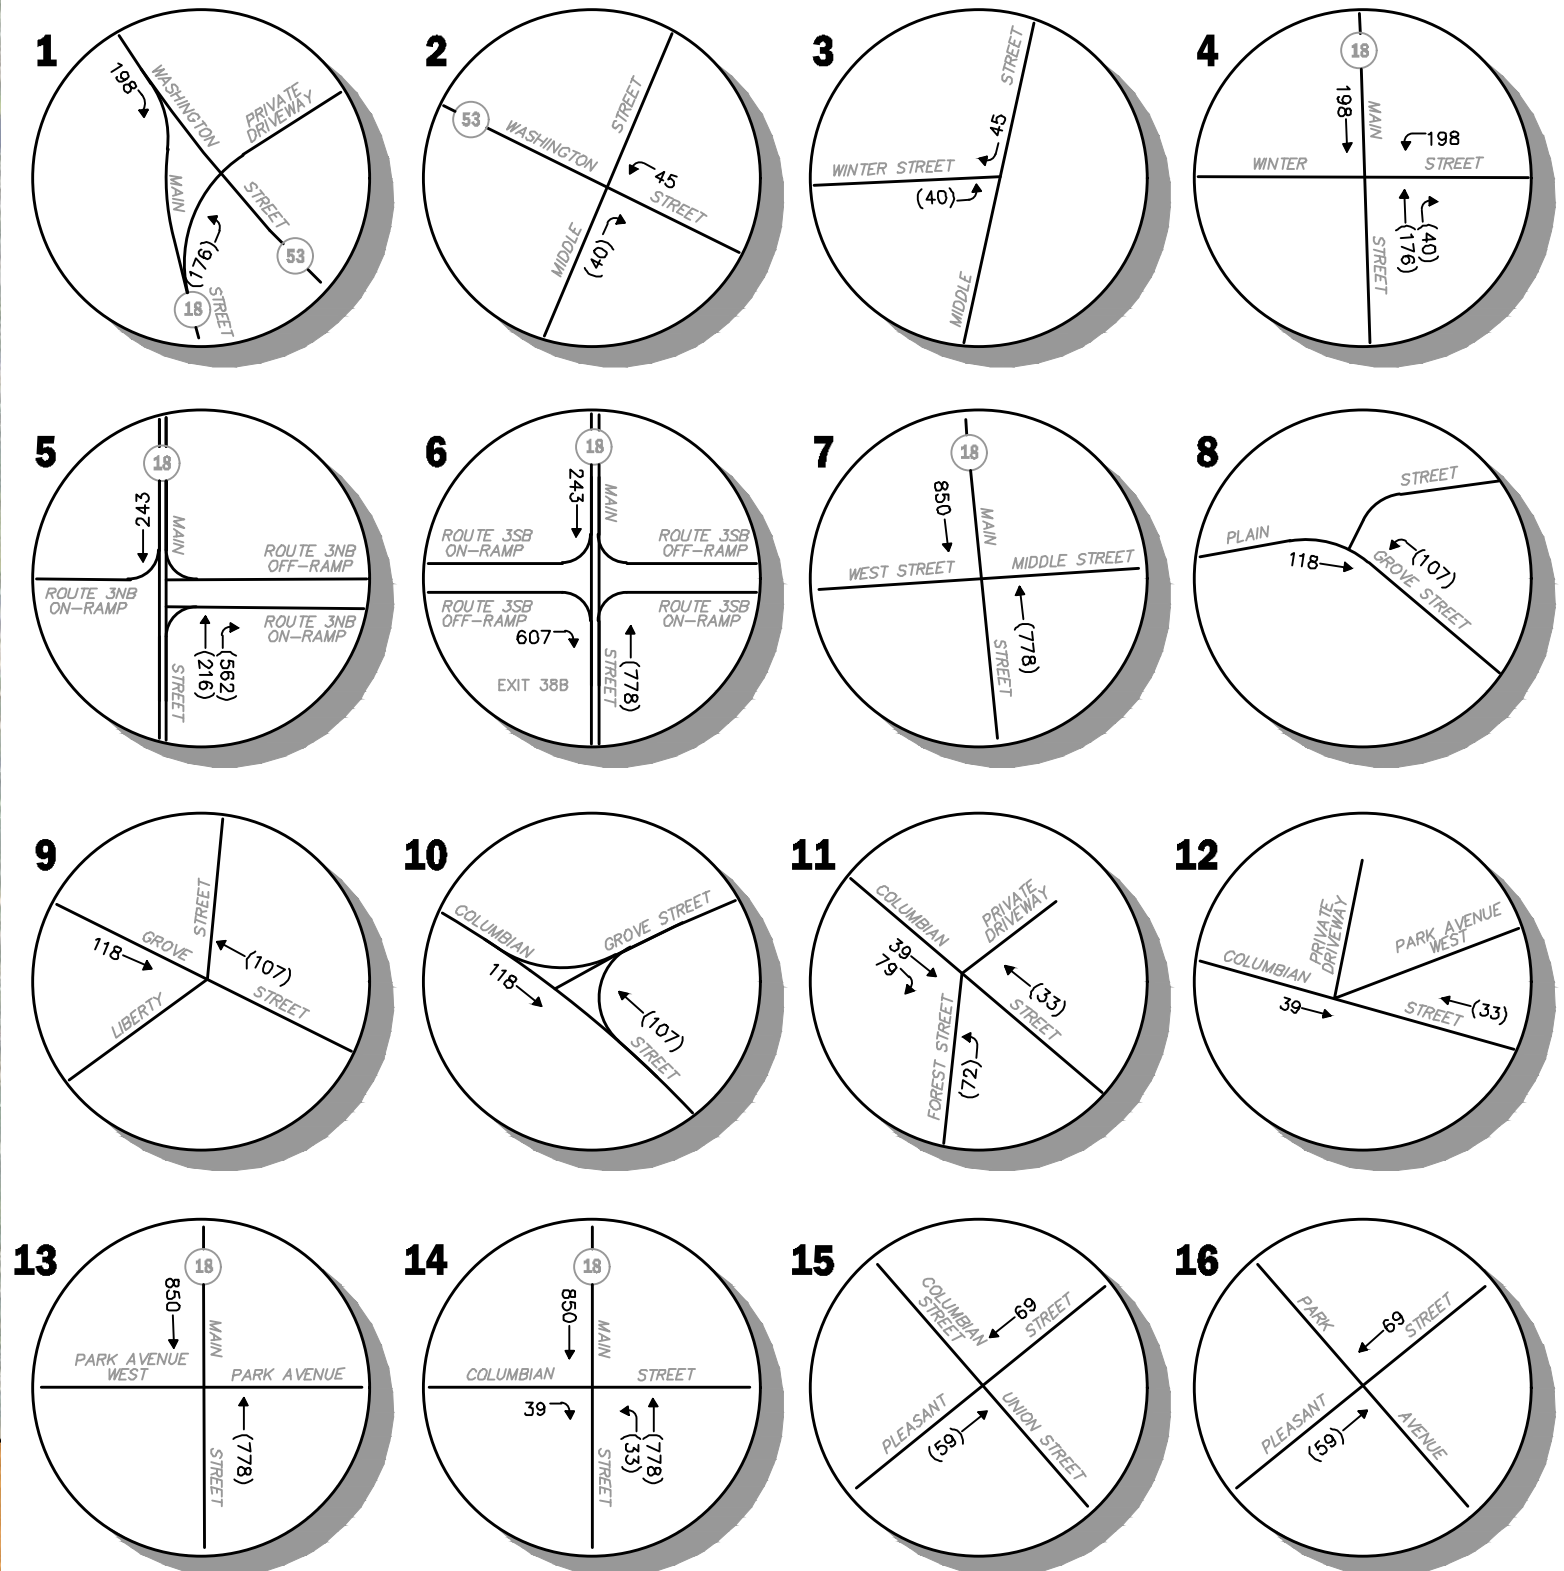 1
198
WASHINGTON
PRIVATE
DRIVEWAY
MAIN
STREET
(176)
53
18
STREET
2
53
WASHINGTON
STREET
45
STREET
MIDDLE
(40)
3
STREET
45
WINTER STREET
(40)
MIDDLE
4
18
198
MAIN
198
WINTER
STREET
(176)
(40)
STREET
5
18
243
MAIN
ROUTE 3NB
OFF-RAMP
ROUTE 3NB
ON-RAMP
ROUTE 3NB
ON-RAMP
STREET
(216)
(562)
6
18
243
MAIN
ROUTE 3SB
ON-RAMP
ROUTE 3SB
OFF-RAMP
ROUTE 3SB
OFF-RAMP
ROUTE 3SB
ON-RAMP
607
STREET
(778)
EXIT 38B
7
18
850
MAIN
WEST STREET
MIDDLE STREET
STREET
(778)
8
STREET
PLAIN
118
(107)
GROVE STREET
9
STREET
GROVE
118
(107)
STREET
LIBERTY
10
COLUMBIAN
GROVE STREET
118
(107)
STREET
11
COLUMBIAN
PRIVATE
DRIVEWAY
39
79
(33)
STREET
FOREST STREET
(72)
12
PRIVATE
DRIVEWAY
PARK AVENUE
WEST
COLUMBIAN
39
STREET
(33)
13
18
850
MAIN
PARK AVENUE
WEST
PARK AVENUE
STREET
(778)
14
18
850
MAIN
COLUMBIAN
STREET
39
STREET
(33)
(778)
15
COLUMBIAN
STREET
69
STREET
PLEASANT
(59)
UNION STREET
16
PARK
69
STREET
PLEASANT
(59)
AVENUE